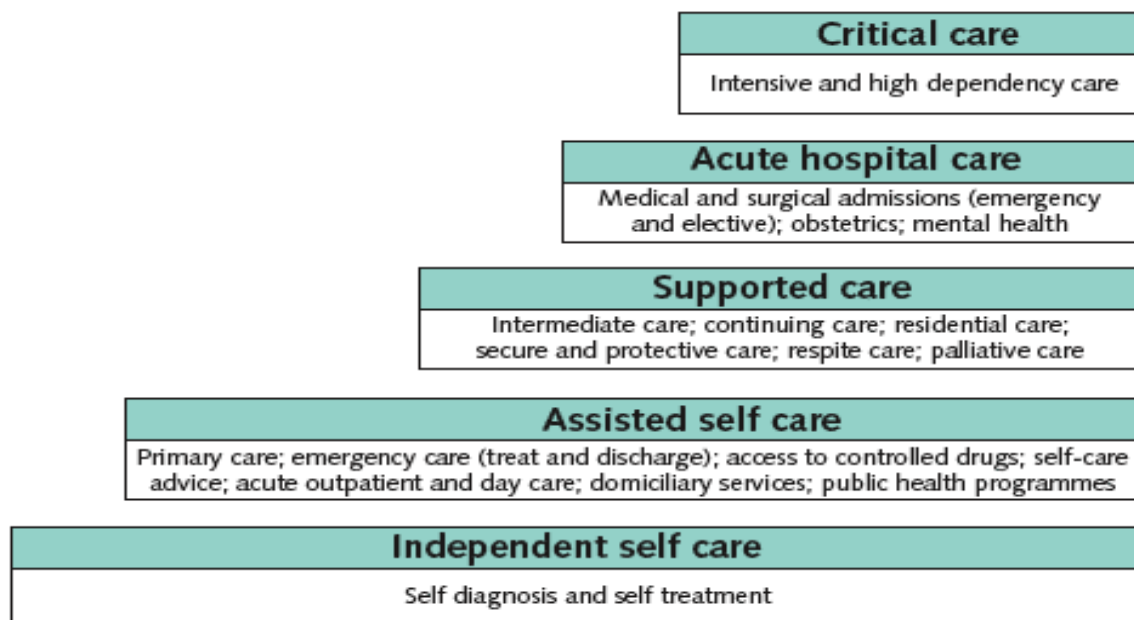 Critical care
Intensive and high dependency care
Acute hospital care
Medical and surgical admissions (emergency
and elective); obstetrics; mental health
Supported care
Intermediate care; continuing care; residential care;
secure and protective care; respite care; palliative care
Assisted self care
Primary care; emergency care (treat and discharge); access to controlled drugs; self-care
advice; acute outpatient and day care; domiciliary services; public health programmes
Independent self care
Self diagnosis and self treatment